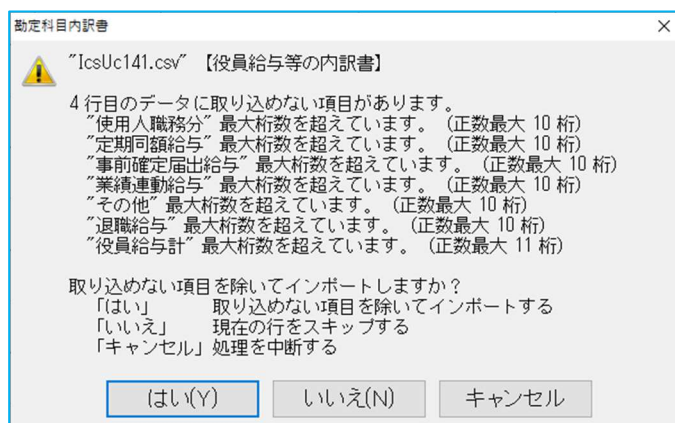 勘定科目内訳書
"IcsUc141.csv" 【役員給与等の内訳書】
4行目のデータに取り込めない項目があります。
"使用人職務分" 最大桁数を超えています。 (正数最大 10 桁)
"定期同額給与" 最大桁数を超えています。 (正数最大 10 桁)
"事前確定届出給与" 最大桁数を超えています。 (正数最大 10 桁)
"業績連動給与" 最大桁数を超えています。 (正数最大 10 桁)
"その他" 最大桁数を超えています。 (正数最大 10 桁)
"退職給与" 最大桁数を超えています。 (正数最大 10 桁)
"役員給与計" 最大桁数を超えています。 (正数最大 11 桁)
取り込めない項目を除いてインポートしますか?
「はい」 取り込めない項目を除いてインポートする
「いいえ」 現在の行をスキップする
「キャンセル」処理を中断する
はい(Y) いいえ(N) キャンセル